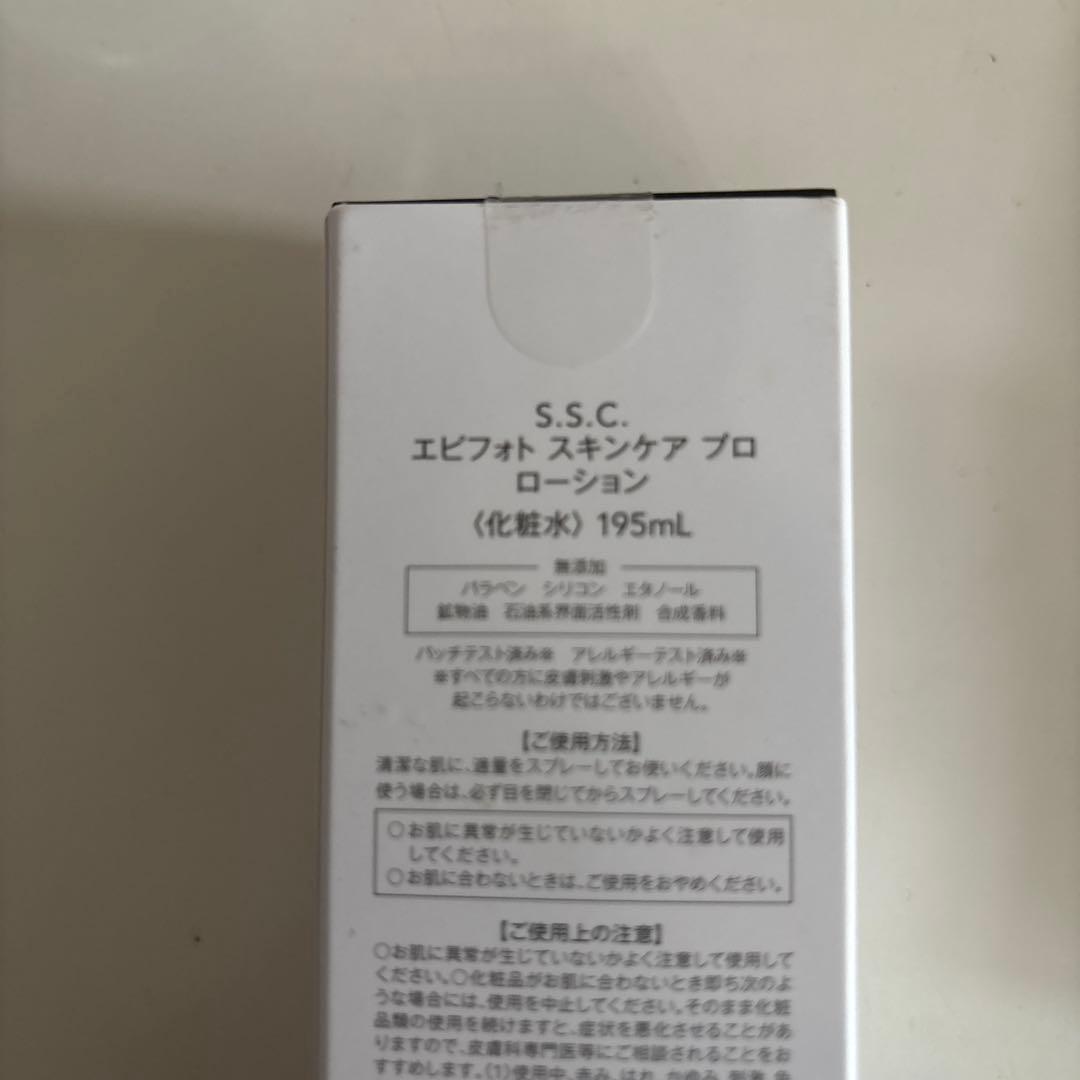 S.S.C.
エピフォト スキンケア プロ
ローション
〈化粧水〉 195mL
無添加
パラベン シリコン エタノール
鉱物油 石油系界面活性剤 合成香料
パッチテスト済み※ アレルギーテスト済み※
※すべての方に皮膚刺激やアレルギーが
起こらないわけではございません。
【ご使用方法】
清潔な肌に、適量をスプレーしてお使いください。顔に
使う場合は、必ず目を閉じてからスプレーしてください。
○お肌に異常が生じていないかよく注意して使用
してください。
○お肌に合わないときは、ご使用をおやめください。
【ご使用上の注意】
○お肌に異常が生じていないかよく注意して使用して
ください。○化粧品がお肌に合わないとき即ち次のよ
うな場合には、使用を中止してください。そのまま化粧
品類の使用を続けますと、症状を悪化させることがあ
りますので、皮膚科専門医等にご相談されることをお
すすめします。(1)使用中、赤み、はれ、かゆみ、刺激、色